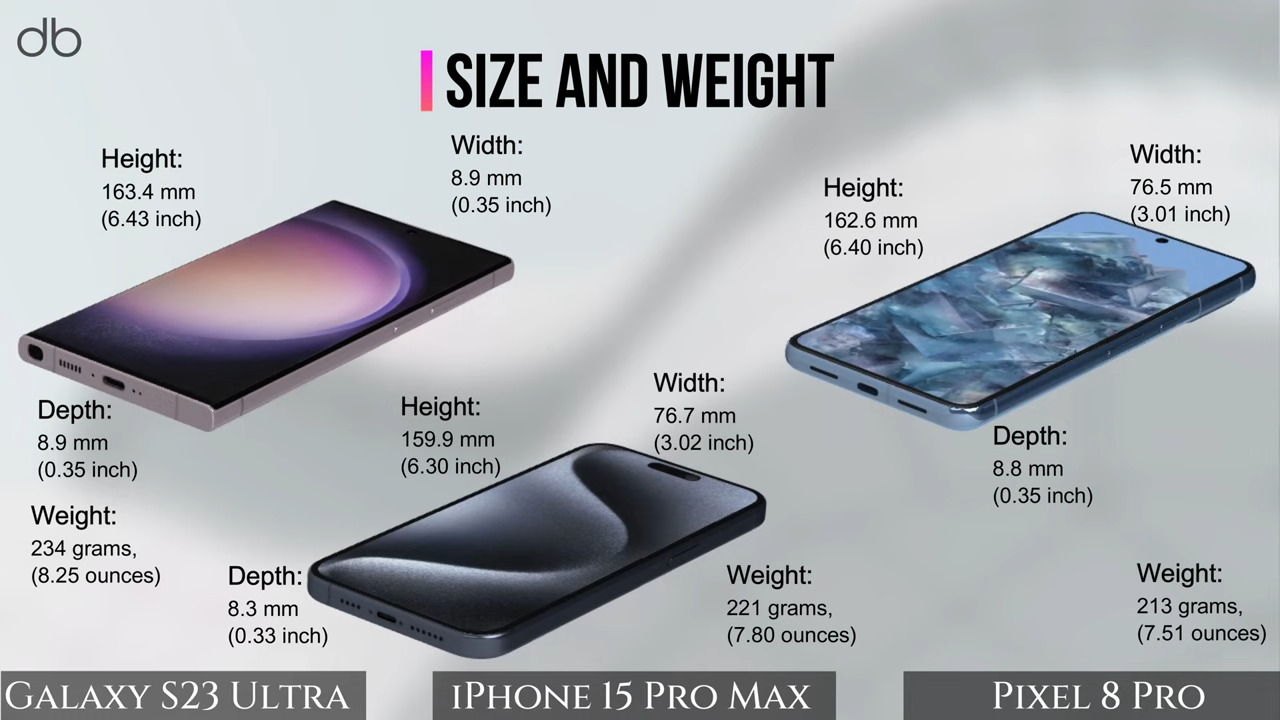 db
SIZE AND WEIGHT
Height:
163.4 mm
(6.43 inch)
Width:
8.9 mm
(0.35 inch)
Depth:
8.9 mm
(0.35 inch)
Weight:
234 grams,
(8.25 ounces)
GALAXY S23 ULTRA
Height:
159.9 mm
(6.30 inch)
Width:
76.7 mm
(3.02 inch)
Depth:
8.3 mm
(0.33 inch)
Weight:
221 grams,
(7.80 ounces)
iPHONE 15 PRO MAX
Height:
162.6 mm
(6.40 inch)
Width:
76.5 mm
(3.01 inch)
Depth:
8.8 mm
(0.35 inch)
Weight:
213 grams,
(7.51 ounces)
PIXEL 8 PRO